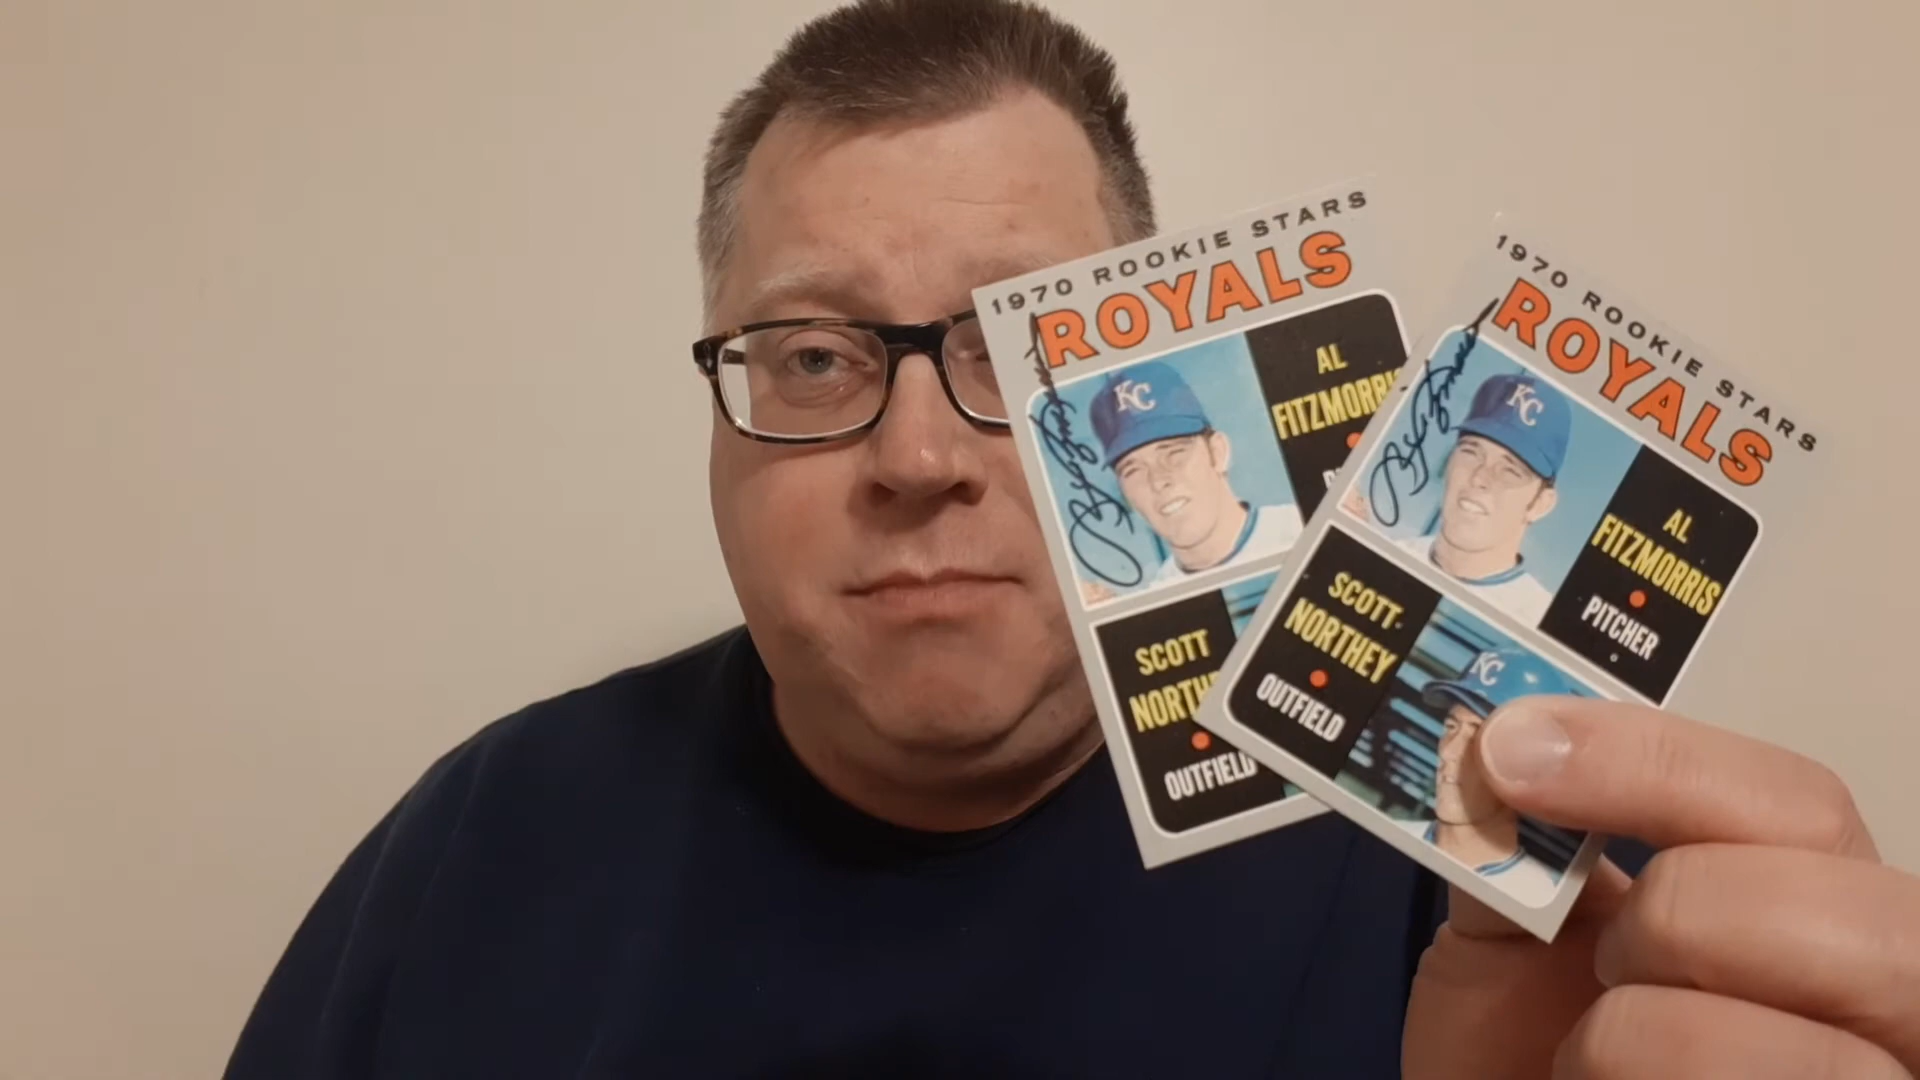 1970 ROOKIE STARS
ROYALS
KC
AL
FITZMORRIS
SCOTT
OUTFIELD
1970 ROOKIE STARS
ROYALS
KC
AL
FITZMORRIS
PITCHER
SCOTT
NORTHEY
OUTFIELD
KC